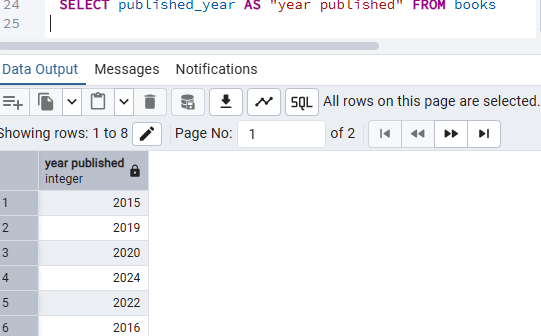 24 SELECT published_year AS "year published" FROM books
25
Data Output Messages Notifications
SQL All rows on this page are selected.
Showing rows: 1 to 8 Page No: 1 of 2
year published
integer
1 2015
2 2019
3 2020
4 2024
5 2022
6 2016